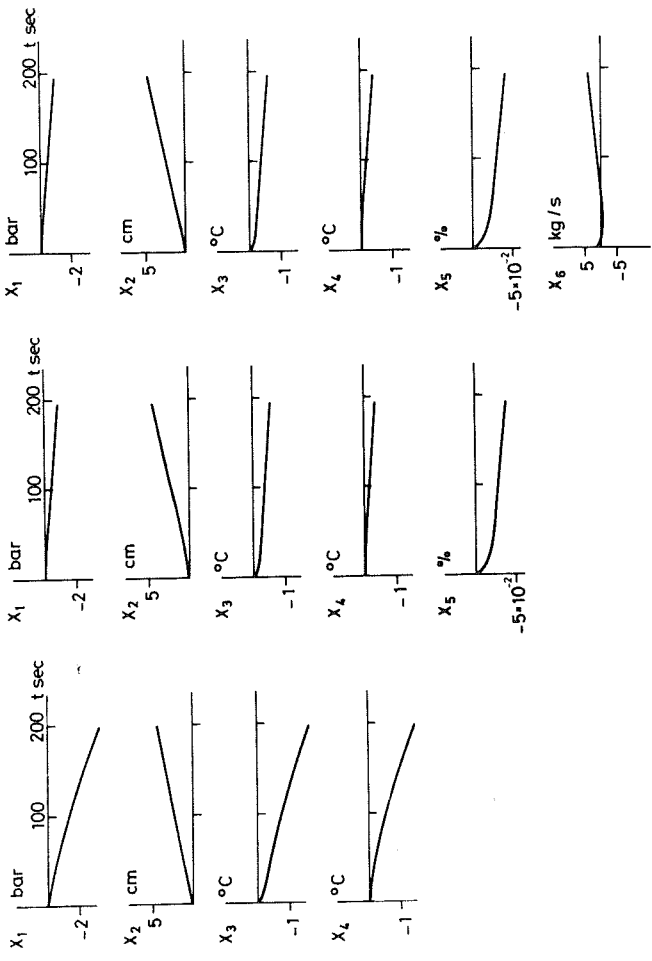 X₁ bar
100 200 t sec
-2
X₂ cm
5
X₃ °C
-1
X₄ °C
-1
X₁ bar
100 200 t sec
-2
X₂ cm
5
X₃ °C
-1
X₄ °C
-1
X₅ %
-5*10⁻²
X₁ bar
100 200 t sec
-2
X₂ cm
5
X₃ °C
-1
X₄ °C
-1
X₅ %
-5*10⁻²
X₆ kg/s
5
-5